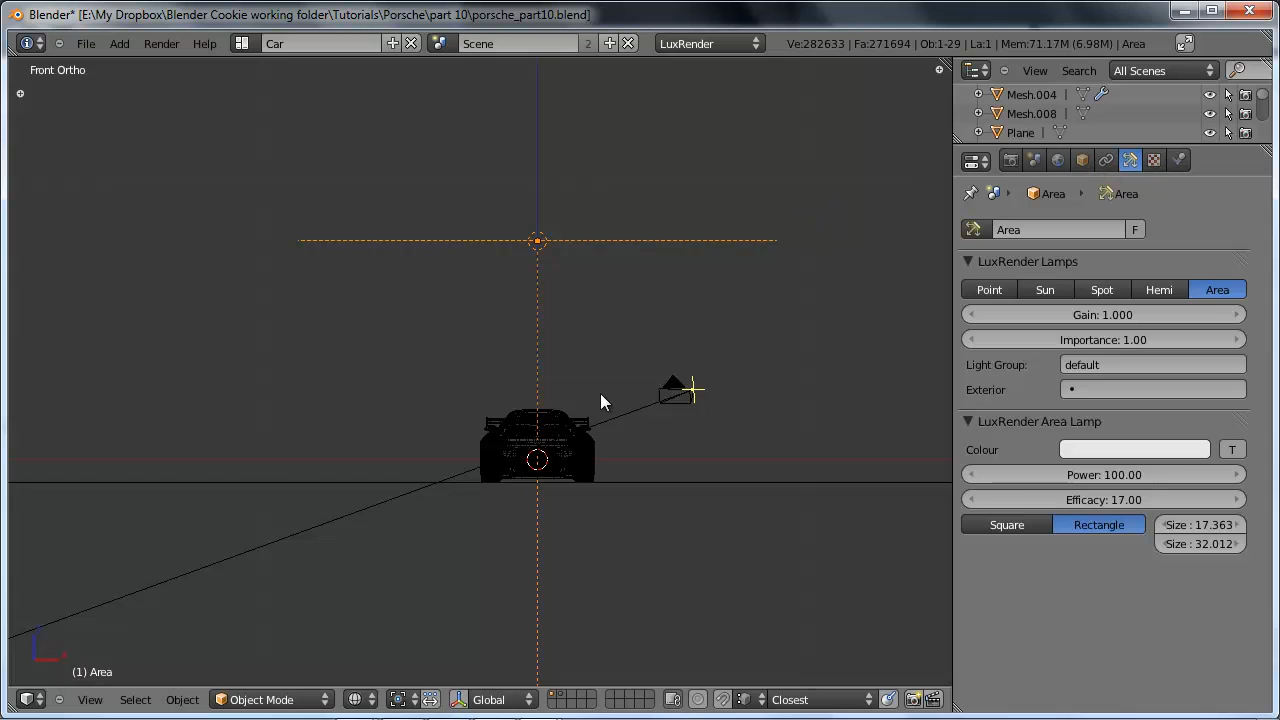 Blender* [E:\My Dropbox\Blender Cookie working folder\Tutorials\Porsche\part 10\porsche_part10.blend]
File Add Render Help Car Scene 2 LuxRender Ve:282633 | Fa:271694 | Ob:1-29 | La:1 | Mem:71.17M (6.98M) | Area
Front Ortho
View Search All Scenes
Mesh.004
Mesh.008
Plane
Area Area
Area F
LuxRender Lamps
Point Sun Spot Hemi Area
Gain: 1.000
Importance: 1.00
Light Group: default
Exterior
LuxRender Area Lamp
Colour T
Power: 100.00
Efficacy: 17.00
Square Rectangle Size : 17.363
Size : 32.012
(1) Area
View Select Object Object Mode Global Closest